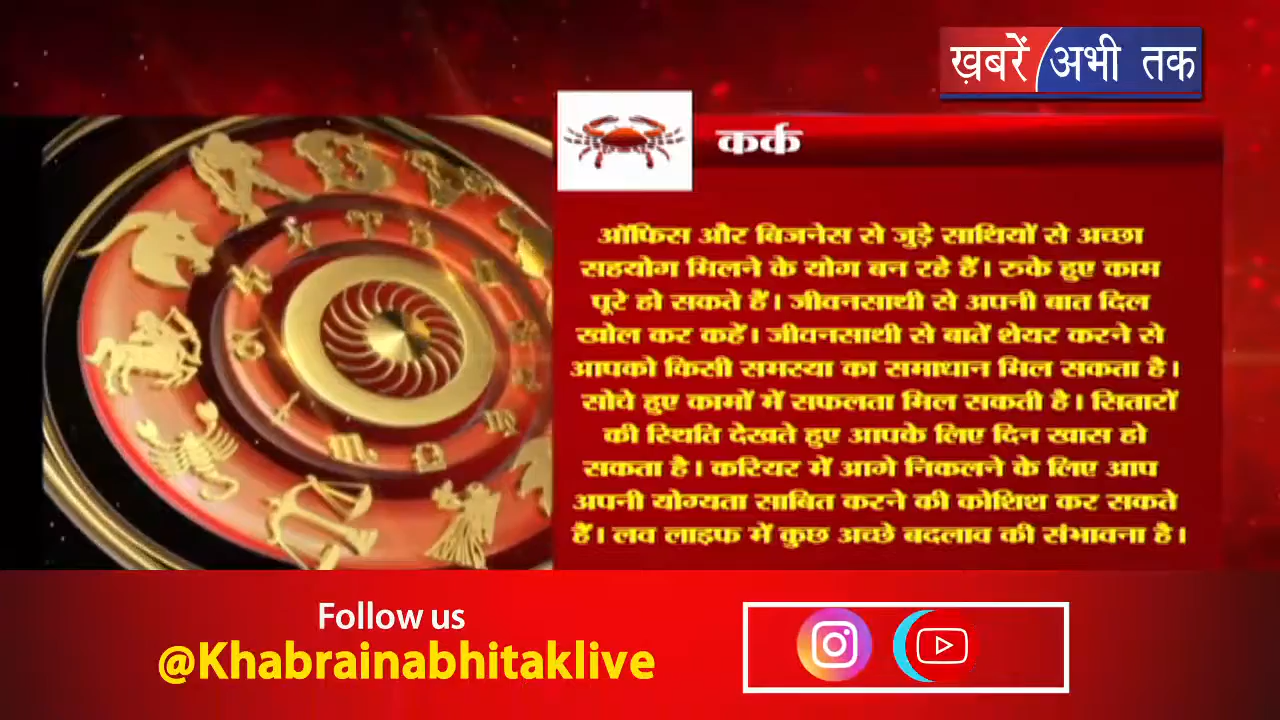 ख़बरें अभी तक
कर्क
ऑफिस और बिजनेस से जुड़े साथियों से अच्छा
सहयोग मिलने के योग बन रहे हैं। रुके हुए काम
पूरे हो सकते हैं। जीवनसाथी से अपनी बात दिल
खोल कर कहें। जीवनसाथी से बातें शेयर करने से
आपको किसी समस्या का समाधान मिल सकता है।
सोचे हुए कामों में सफलता मिल सकती है। सितारों
की स्थिति देखते हुए आपके लिए दिन खास हो
सकता है। करियर में आगे निकलने के लिए आप
अपनी योग्यता साबित करने की कोशिश कर सकते
हैं। लव लाइफ में कुछ अच्छे बदलाव की संभावना है।
Follow us
@Khabrainabhitaklive